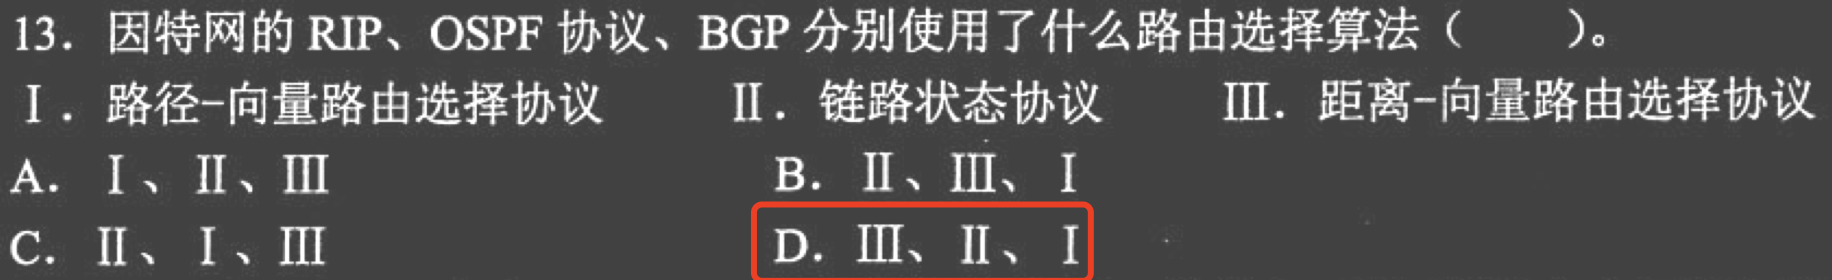 13. 因特网的 RIP、OSPF 协议、BGP 分别使用了什么路由选择算法（　　）。
Ⅰ. 路径-向量路由选择协议　　Ⅱ. 链路状态协议　　Ⅲ. 距离-向量路由选择协议
A. Ⅰ、Ⅱ、Ⅲ　　B. Ⅱ、Ⅲ、Ⅰ
C. Ⅱ、Ⅰ、Ⅲ　　D. Ⅲ、Ⅱ、Ⅰ